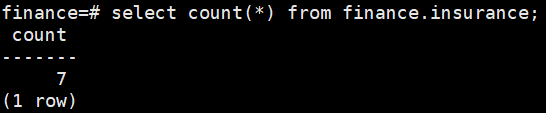 finance=# select count(*) from finance.insurance;
 count
-------
     7
(1 row)